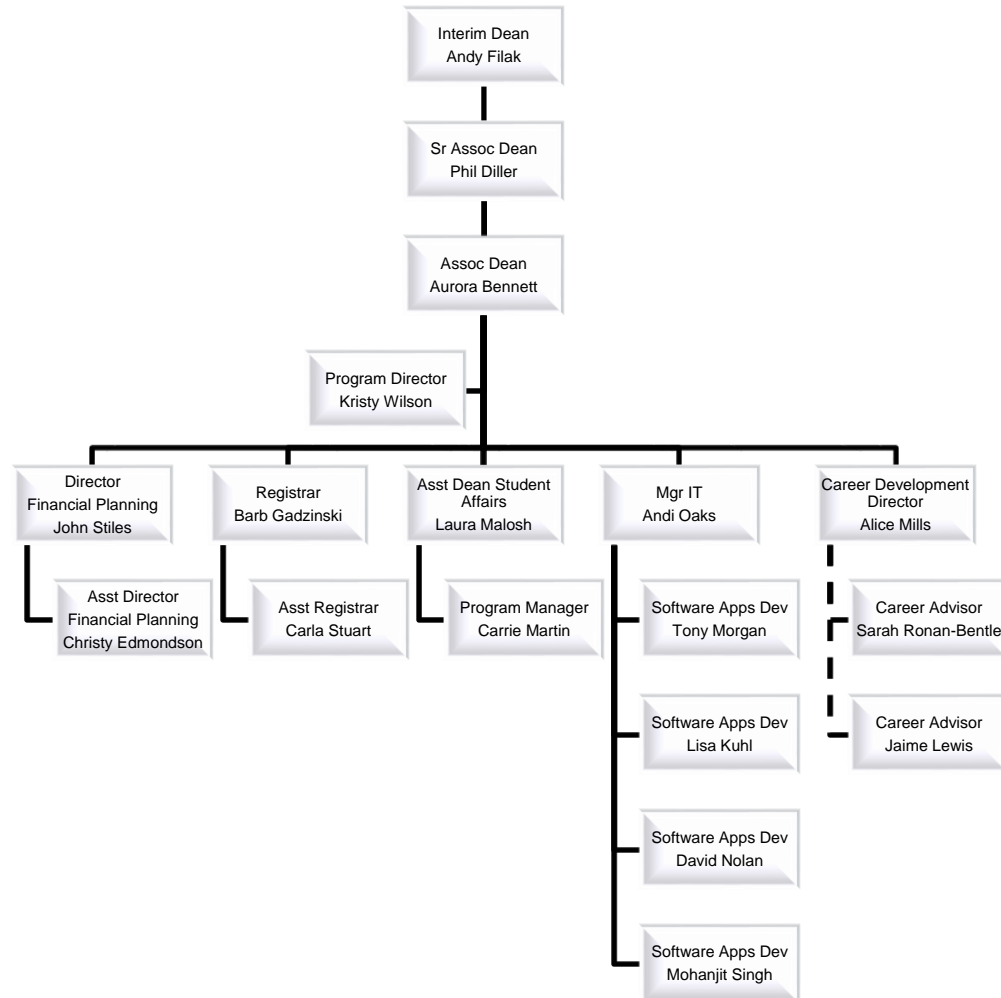 Interim Dean
Andy Filak
Sr Assoc Dean
Phil Diller
Assoc Dean
Aurora Bennett
Program Director
Kristy Wilson
Director
Financial Planning
John Stiles
Registrar
Barb Gadzinski
Asst Dean Student
Affairs
Laura Malosh
Mgr IT
Andi Oaks
Career Development
Director
Alice Mills
Asst Director
Financial Planning
Christy Edmondson
Asst Registrar
Carla Stuart
Program Manager
Carrie Martin
Software Apps Dev
Tony Morgan
Career Advisor
Sarah Ronan-Bentle
Software Apps Dev
Lisa Kuhl
Career Advisor
Jaime Lewis
Software Apps Dev
David Nolan
Software Apps Dev
Mohanjit Singh